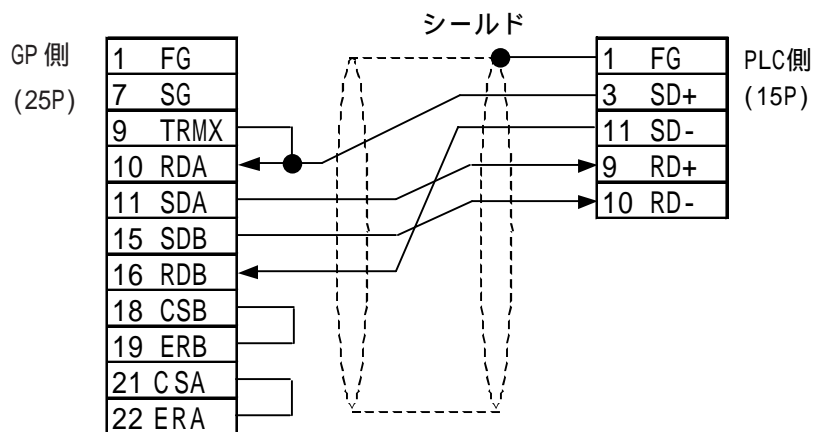 シールド
GP側
(25P)
1 FG
7 SG
9 TRMX
10 RDA
11 SDA
15 SDB
16 RDB
18 CSB
19 ERB
21 CSA
22 ERA
1 FG
3 SD+
11 SD-
9 RD+
10 RD-
PLC側
(15P)